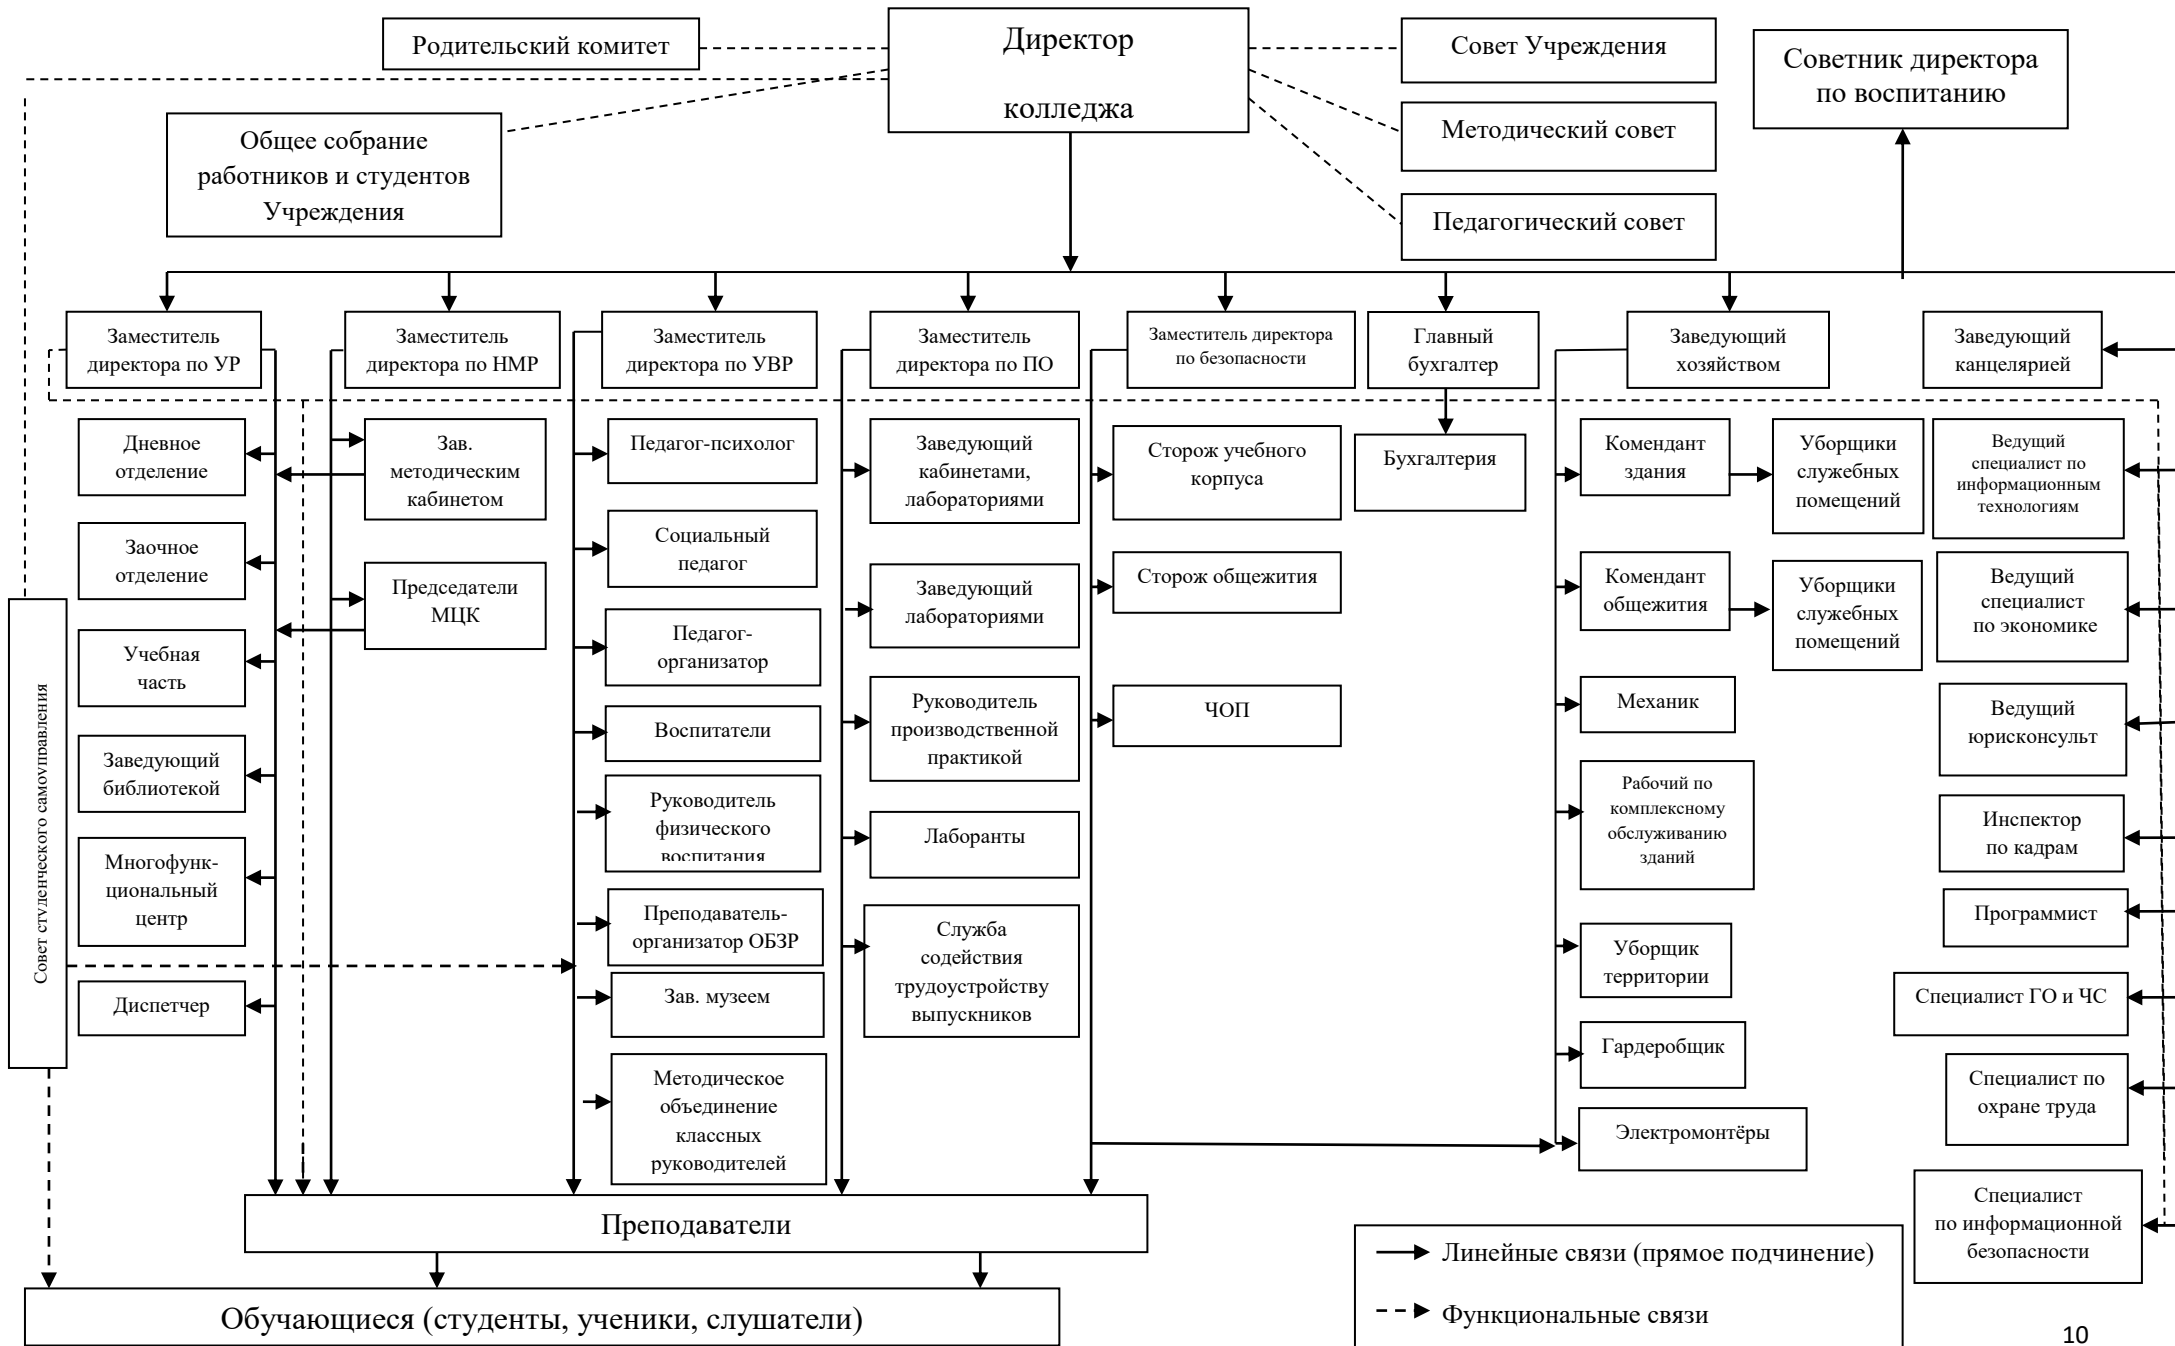 Родительский комитет
Директор
колледжа
Совет Учреждения
Советник директора
по воспитанию
Общее собрание
работников и студентов
Учреждения
Методический совет
Педагогический совет
Заместитель
директора по УР
Заместитель
директора по НМР
Заместитель
директора по УВР
Заместитель
директора по ПО
Заместитель директора
по безопасности
Главный
бухгалтер
Заведующий
хозяйством
Заведующий
канцелярией
Дневное
отделение
Заочное
отделение
Учебная
часть
Заведующий
библиотекой
Многофунк-
циональный
центр
Диспетчер
Совет студенческого самоуправления
Зав.
методическим
кабинетом
Председатели
МЦК
Педагог-психолог
Социальный
педагог
Педагог-
организатор
Воспитатели
Руководитель
физического
воспитания
Преподаватель-
организатор ОБЗР
Зав. музеем
Методическое
объединение
классных
руководителей
Заведующий
кабинетами,
лабораториями
Заведующий
лабораториями
Руководитель
производственной
практикой
Лаборанты
Служба
содействия
трудоустройству
выпускников
Сторож учебного
корпуса
Сторож общежития
ЧОП
Бухгалтерия
Комендант
здания
Уборщики
служебных
помещений
Комендант
общежития
Уборщики
служебных
помещений
Механик
Рабочий по
комплексному
обслуживанию
зданий
Уборщик
территории
Гардеробщик
Электромонтёры
Ведущий
специалист по
информационным
технологиям
Ведущий
специалист
по экономике
Ведущий
юрисконсульт
Инспектор
по кадрам
Программист
Специалист ГО и ЧС
Специалист по
охране труда
Специалист
по информационной
безопасности
Преподаватели
Обучающиеся (студенты, ученики, слушатели)
Линейные связи (прямое подчинение)
Функциональные связи
10